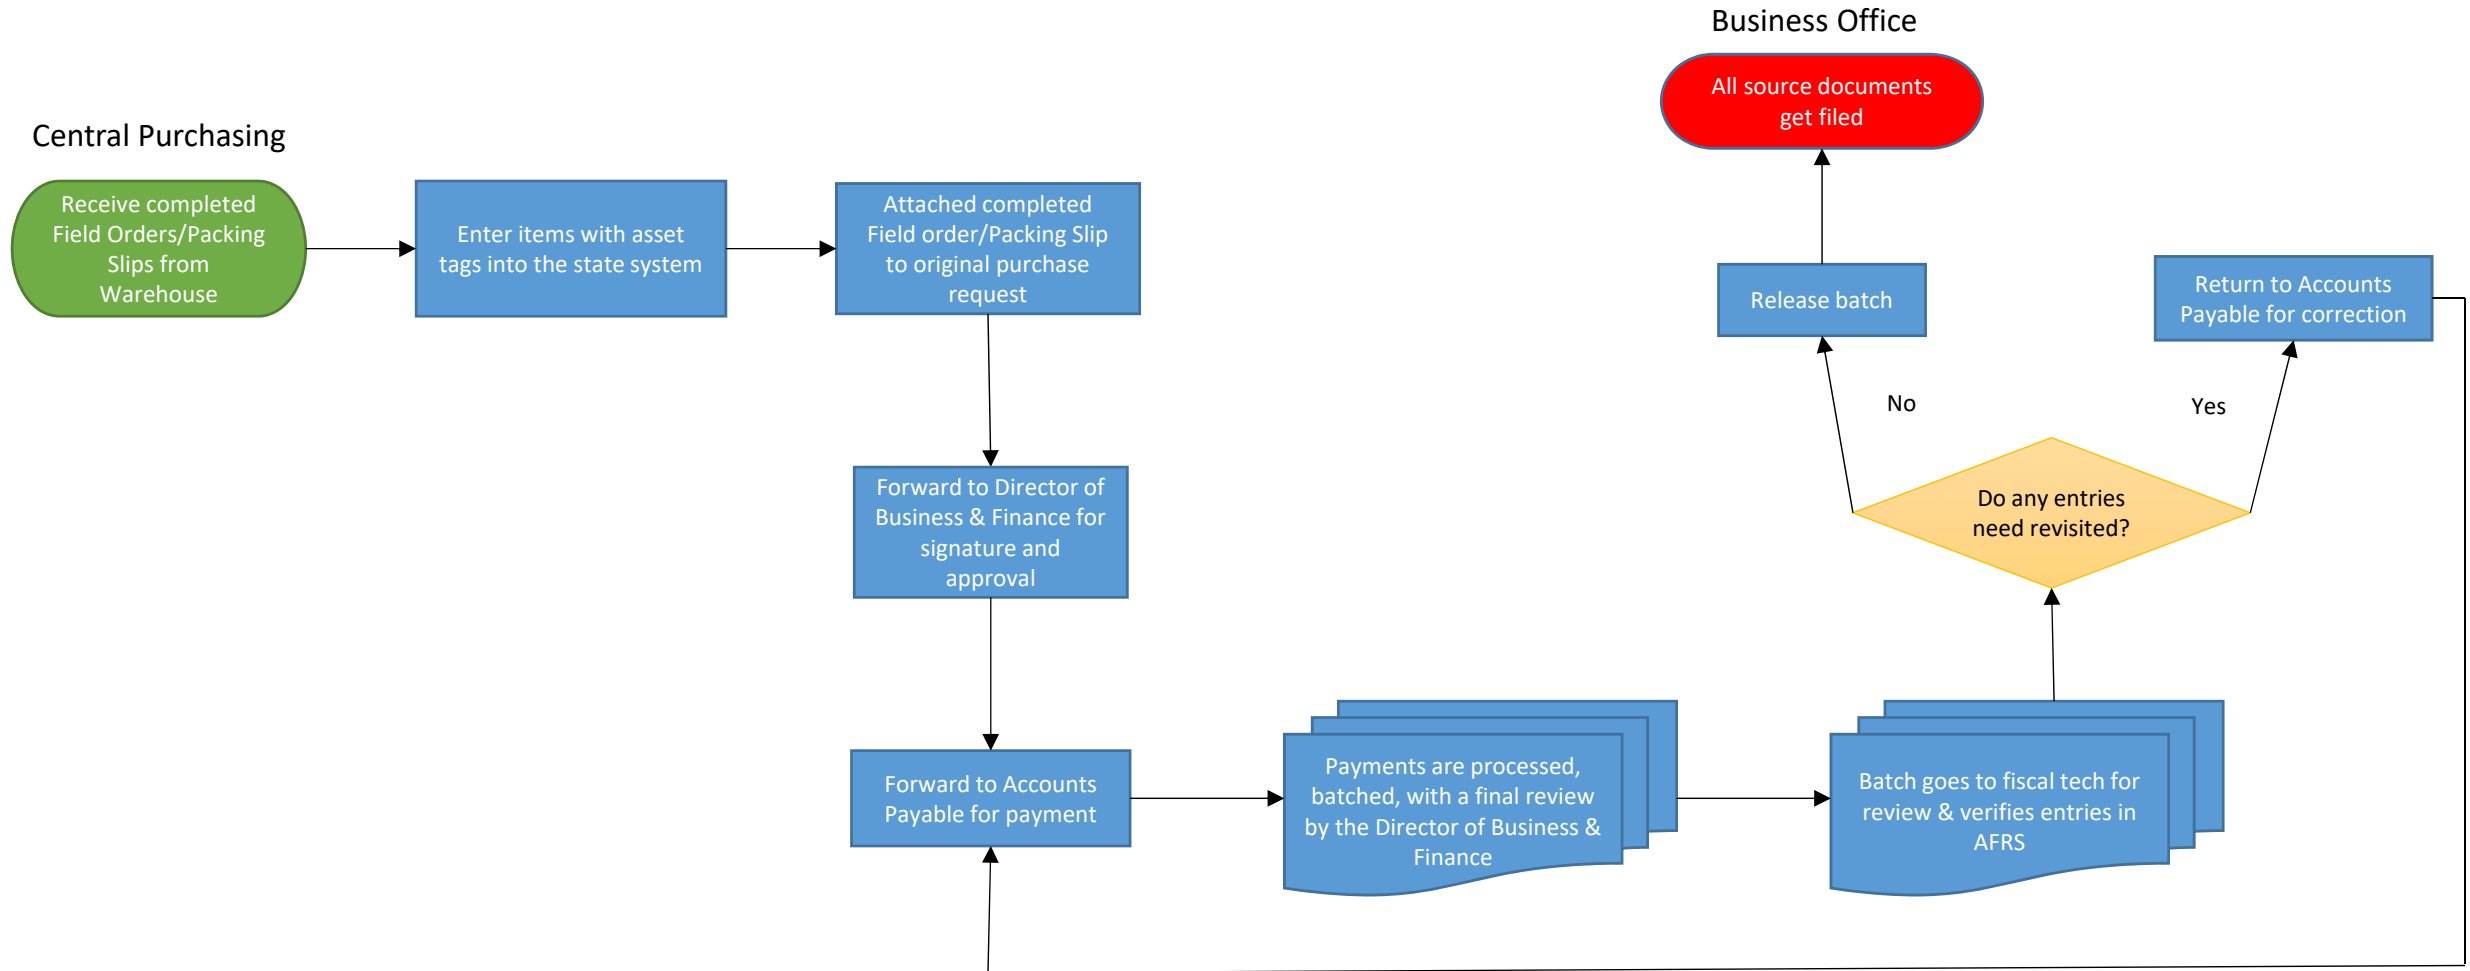 Business Office
All source documents
get filed
Central Purchasing
Receive completed
Field Orders/Packing
Slips from
Warehouse
Enter items with asset
tags into the state system
Attached completed
Field order/Packing Slip
to original purchase
request
Release batch
Return to Accounts
Payable for correction
No
Yes
Forward to Director of
Business & Finance for
signature and
approval
Do any entries
need revisited?
Forward to Accounts
Payable for payment
Payments are processed,
batched, with a final review
by the Director of Business &
Finance
Batch goes to fiscal tech for
review & verifies entries in
AFRS